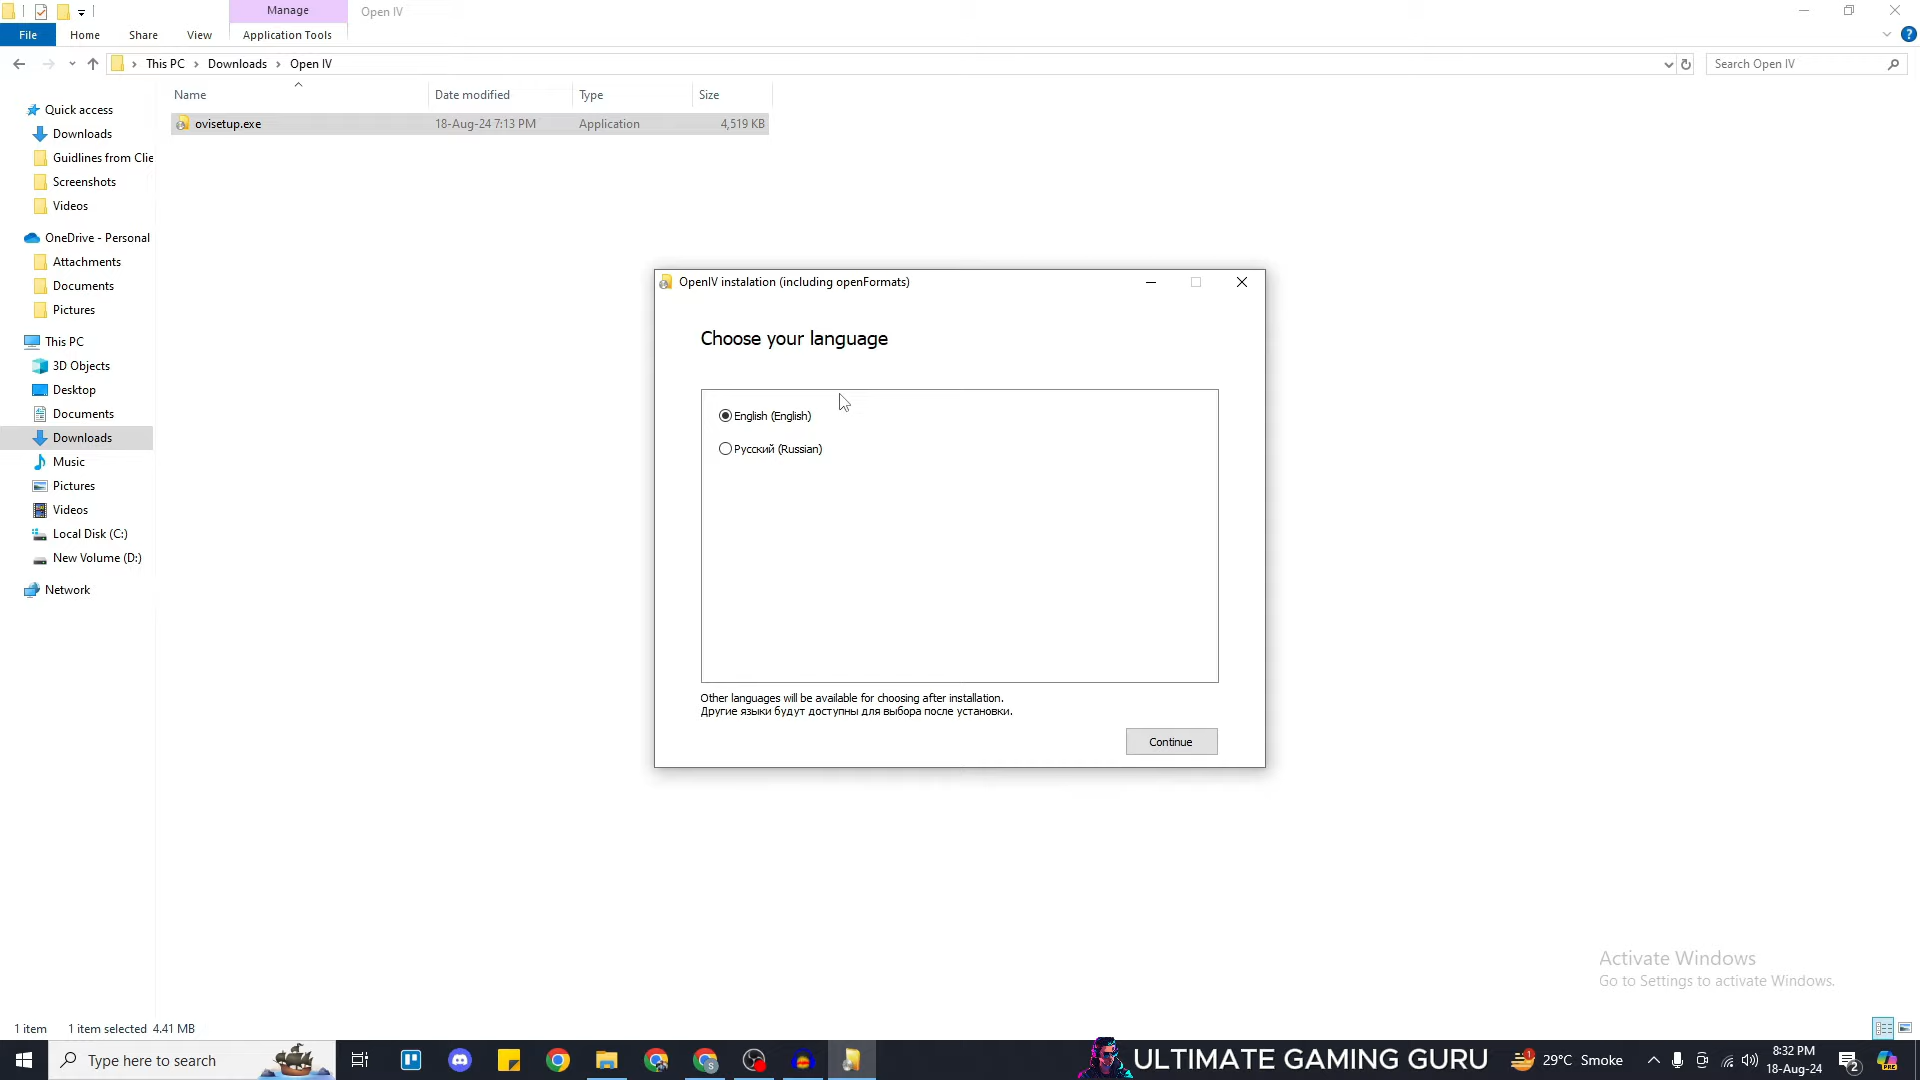 Manage
Open IV
File
Home
Share
View
Application Tools
This PC
Downloads
Open IV
Search Open IV
Name
Date modified
Type
Size
ovisetup.exe
18-Aug-24 7:13 PM
Application
4,519 KB
Quick access
Downloads
Guidlines from Clie
Screenshots
Videos
OneDrive - Personal
Attachments
Documents
Pictures
This PC
3D Objects
Desktop
Documents
Downloads
Music
Pictures
Videos
Local Disk (C:)
New Volume (D:)
Network
OpenIV instalation (including openFormats)
Choose your language
English (English)
Русский (Russian)
Other languages will be available for choosing after installation.
Другие языки будут доступны для выбора после установки.
Continue
Activate Windows
Go to Settings to activate Windows.
1 item
1 item selected 4.41 MB
Type here to search
ULTIMATE GAMING GURU
29°C Smoke
8:32 PM
18-Aug-24